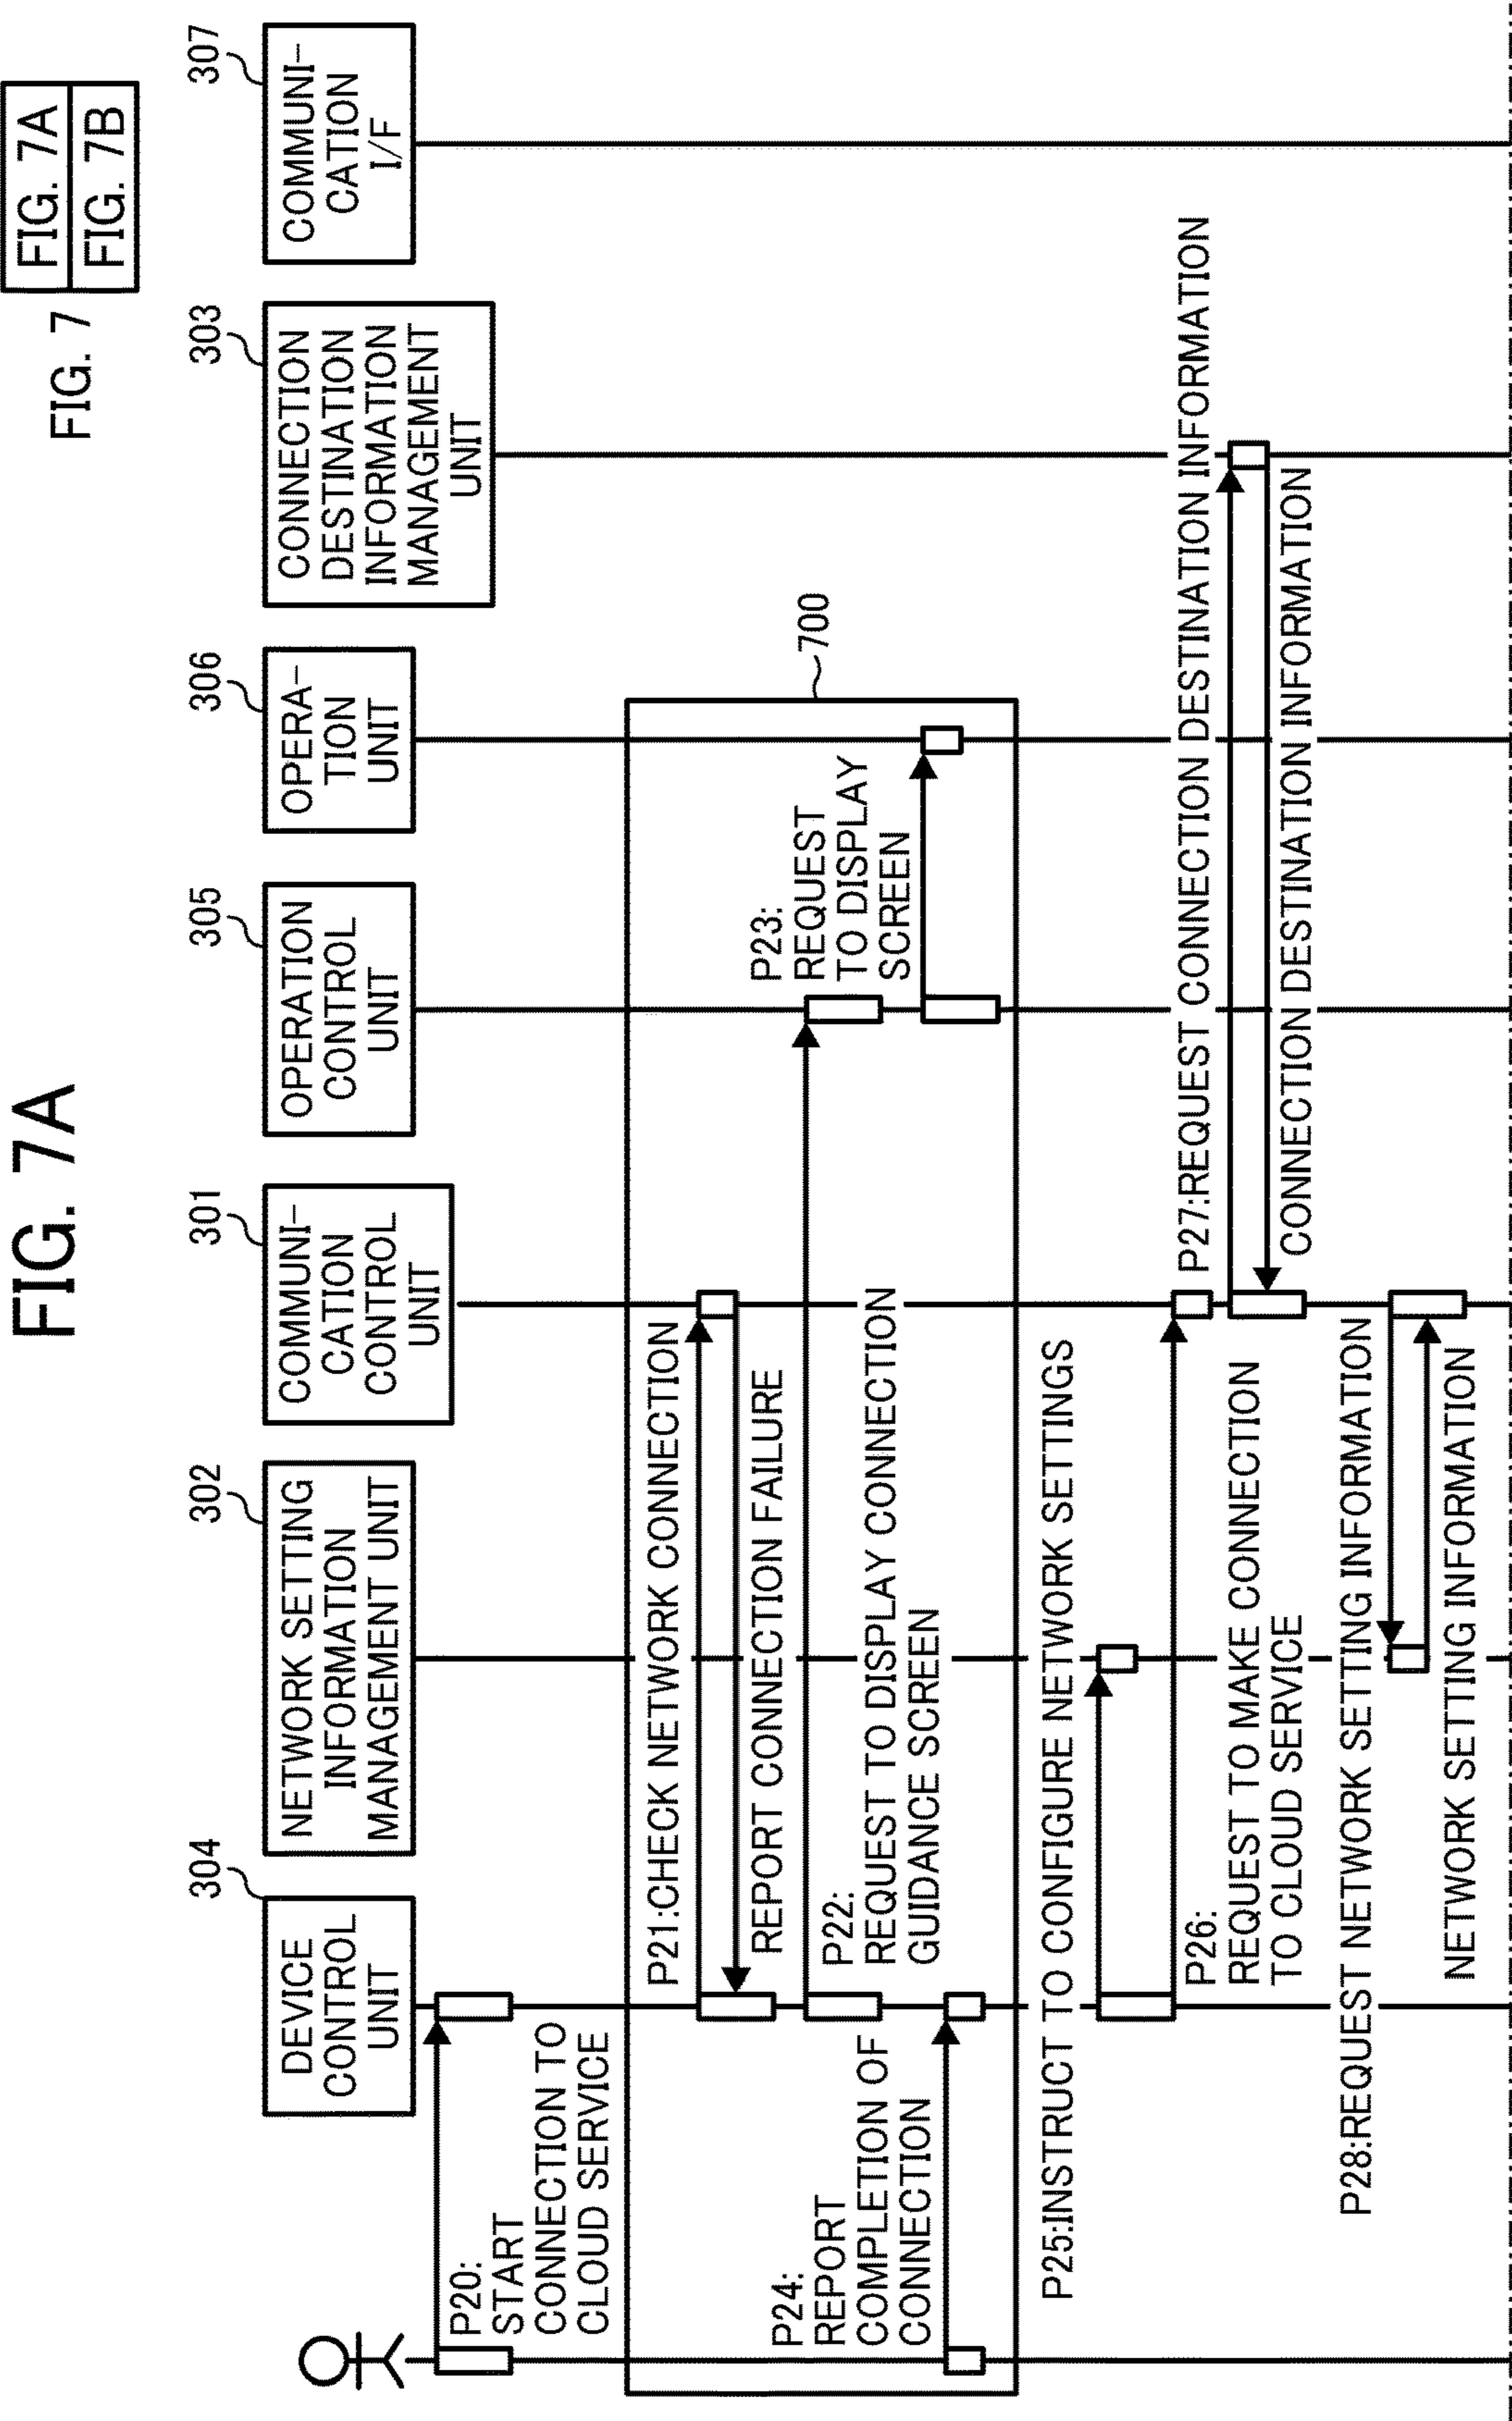 FIG. 7A
FIG. 7
FIG. 7A
FIG. 7B
304
DEVICE
CONTROL
UNIT
302
NETWORK SETTING
INFORMATION
MANAGEMENT UNIT
301
COMMUNI-
CATION
CONTROL
UNIT
305
OPERATION
CONTROL
UNIT
306
OPERA-
TION
UNIT
303
CONNECTION
DESTINATION
INFORMATION
MANAGEMENT
UNIT
307
COMMUNI-
CATION
I/F
P20:
START
CONNECTION TO
CLOUD SERVICE
700
P21:CHECK NETWORK CONNECTION
REPORT CONNECTION FAILURE
P22:
REQUEST TO DISPLAY CONNECTION
GUIDANCE SCREEN
P23:
REQUEST
TO DISPLAY
SCREEN
P24:
REPORT
COMPLETION OF
CONNECTION
P25:INSTRUCT TO CONFIGURE NETWORK SETTINGS
P26:
REQUEST TO MAKE CONNECTION
TO CLOUD SERVICE
P27:REQUEST CONNECTION DESTINATION INFORMATION
CONNECTION DESTINATION INFORMATION
P28:REQUEST NETWORK SETTING INFORMATION
NETWORK SETTING INFORMATION